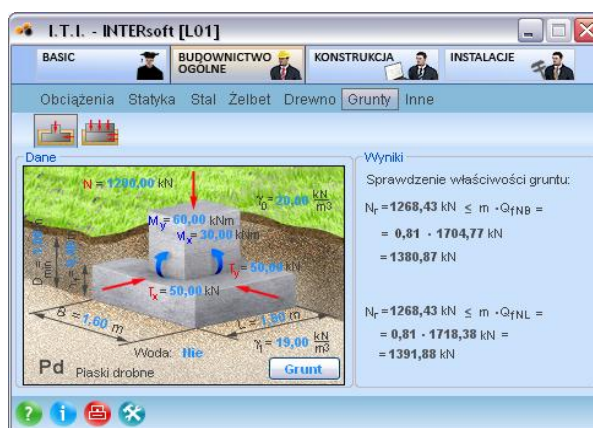 I.T.I. - INTERsoft [L01]
BASIC
BUDOWNICTWO
OGÓLNE
KONSTRUKCJA
INSTALACJE
Obciążenia Statyka Stal Żelbet Drewno Grunty Inne
Dane
N = 1200,00 kN
γD = 20,00 kN/m3
My = 60,00 kNm
Mx = 30,00 kNm
Ty = 50,00 kN
Tx = 50,00 kN
Dmin
B = 1,60 m
L = 1,60 m
γ1 = 19,00 kN/m3
Woda: Nie
Pd Piaski drobne
Grunt
Wyniki
Sprawdzenie właściwości gruntu:
Nr = 1268,43 kN ≤ m · QfNB =
= 0,81 · 1704,77 kN
= 1380,87 kN
Nr = 1268,43 kN ≤ m · QfNL =
= 0,81 · 1718,38 kN =
= 1391,88 kN